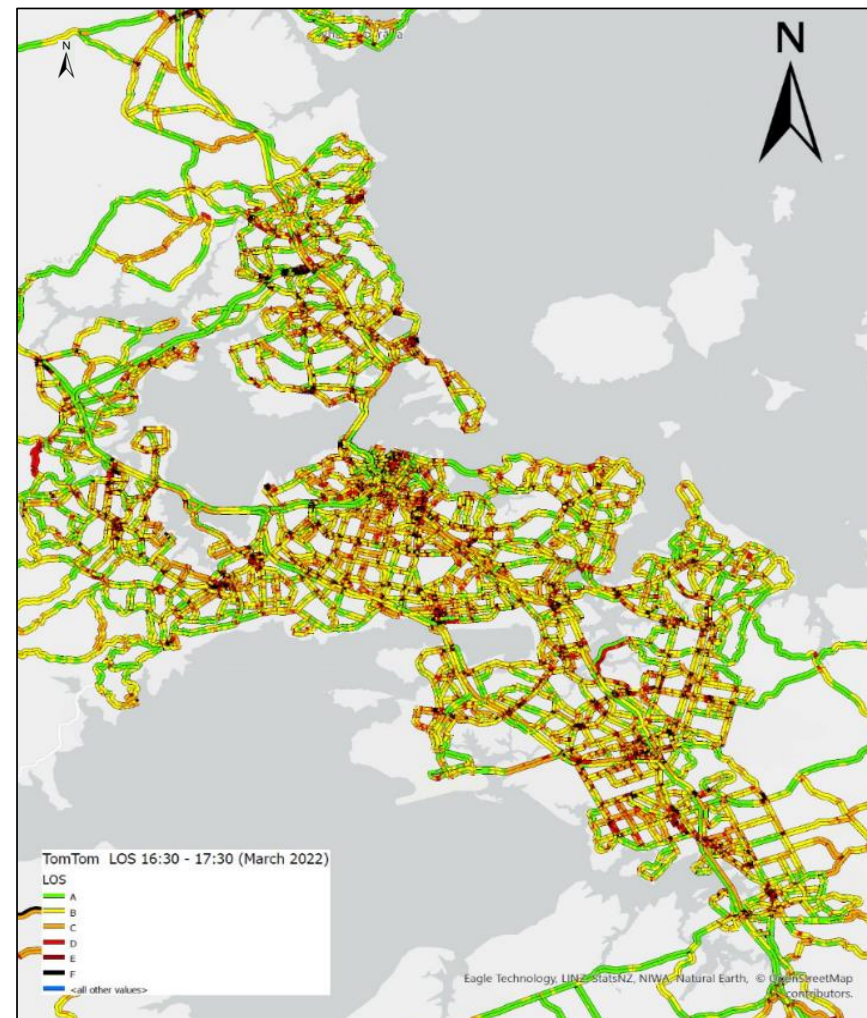 N
N
TomTom LOS 16:30 - 17:30 (March 2022)
LOS
A
B
C
D
E
F
<all other values>
Eagle Technology, LINZ, StatsNZ, NIWA, Natural Earth, © OpenStreetMap
contributors.